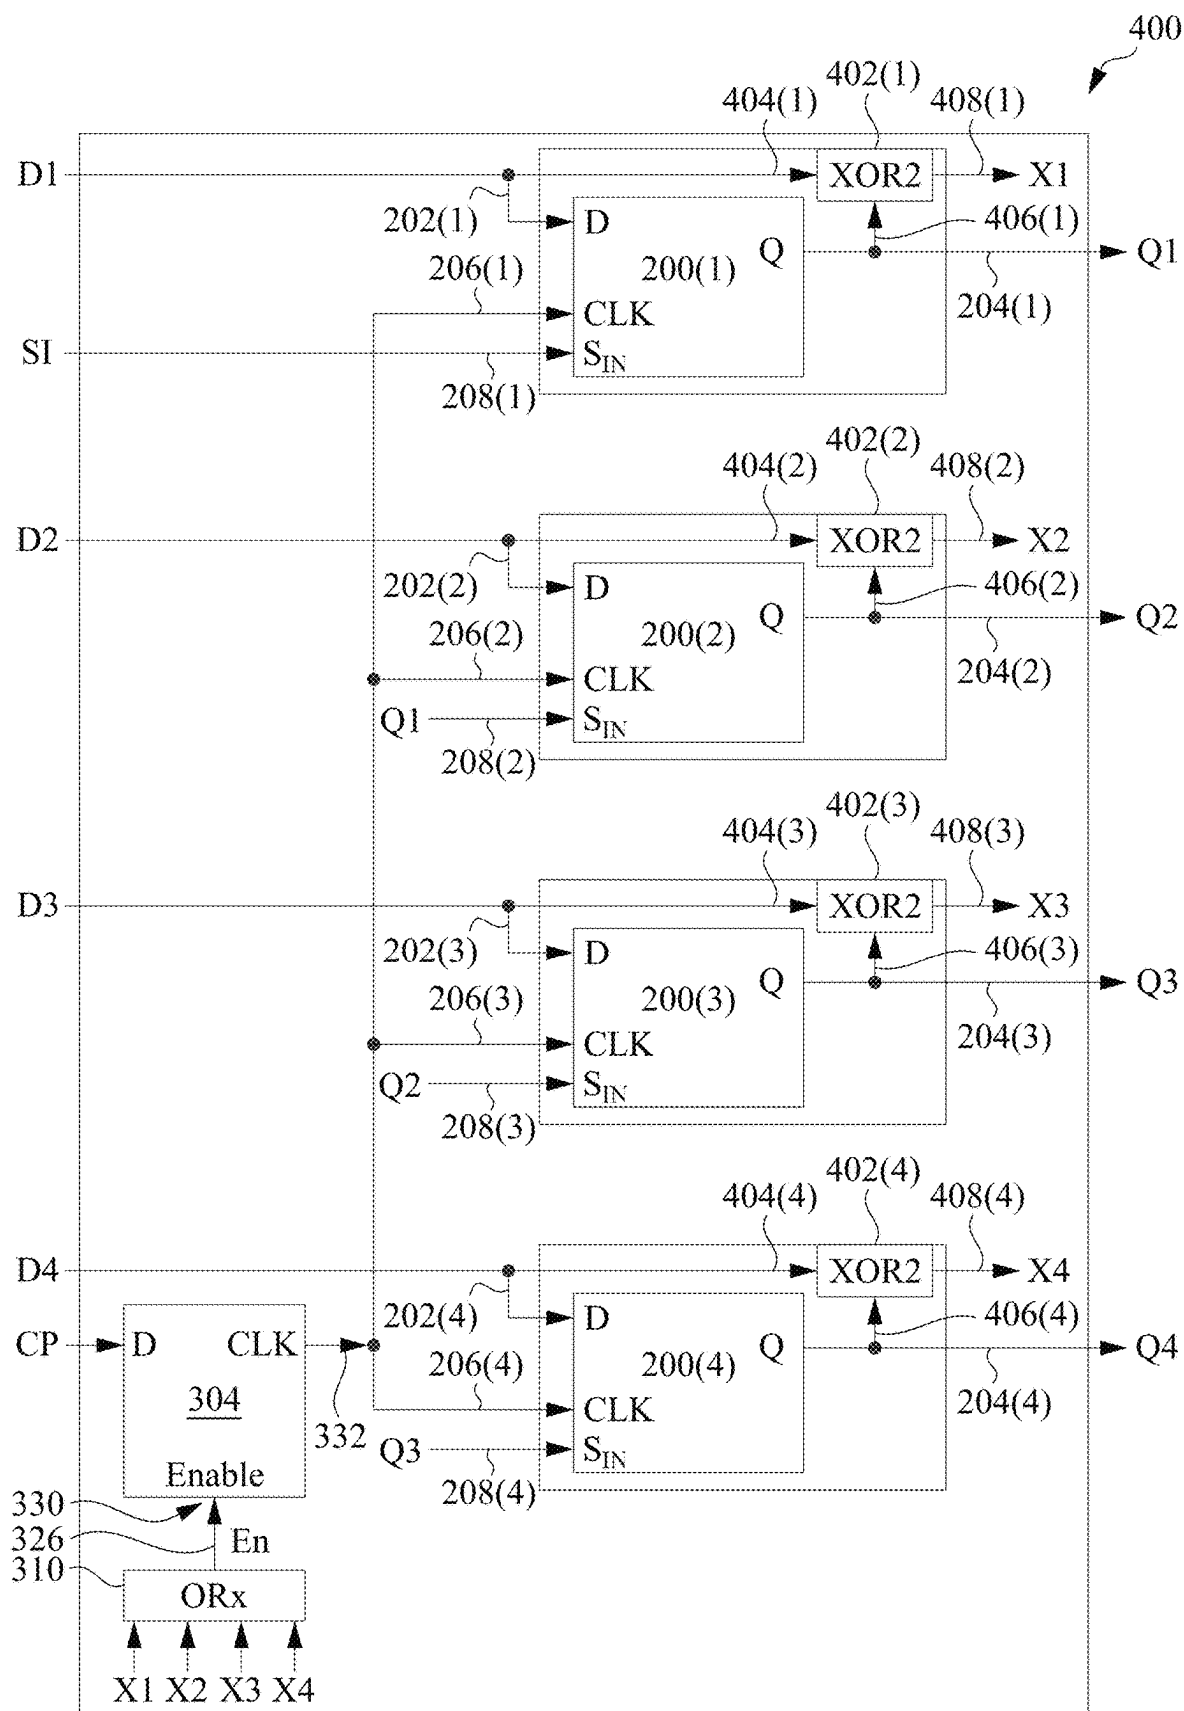 400
402(1)
404(1) 408(1)
D1 XOR2 X1
202(1) D 406(1)
Q Q1
206(1) 200(1) 204(1)
CLK
SI S_IN
208(1)
402(2)
404(2) 408(2)
D2 XOR2 X2
202(2) D 406(2)
Q Q2
206(2) 200(2) 204(2)
CLK
Q1 S_IN
208(2)
402(3)
404(3) 408(3)
D3 XOR2 X3
202(3) D 406(3)
Q Q3
206(3) 200(3) 204(3)
CLK
Q2 S_IN
208(3)
402(4)
404(4) 408(4)
D4 XOR2 X4
202(4) D 406(4)
CP D CLK Q Q4
206(4) 200(4) 204(4)
304 332 CLK
Q3 S_IN
Enable 208(4)
330
326 En
310
ORx
X1 X2 X3 X4